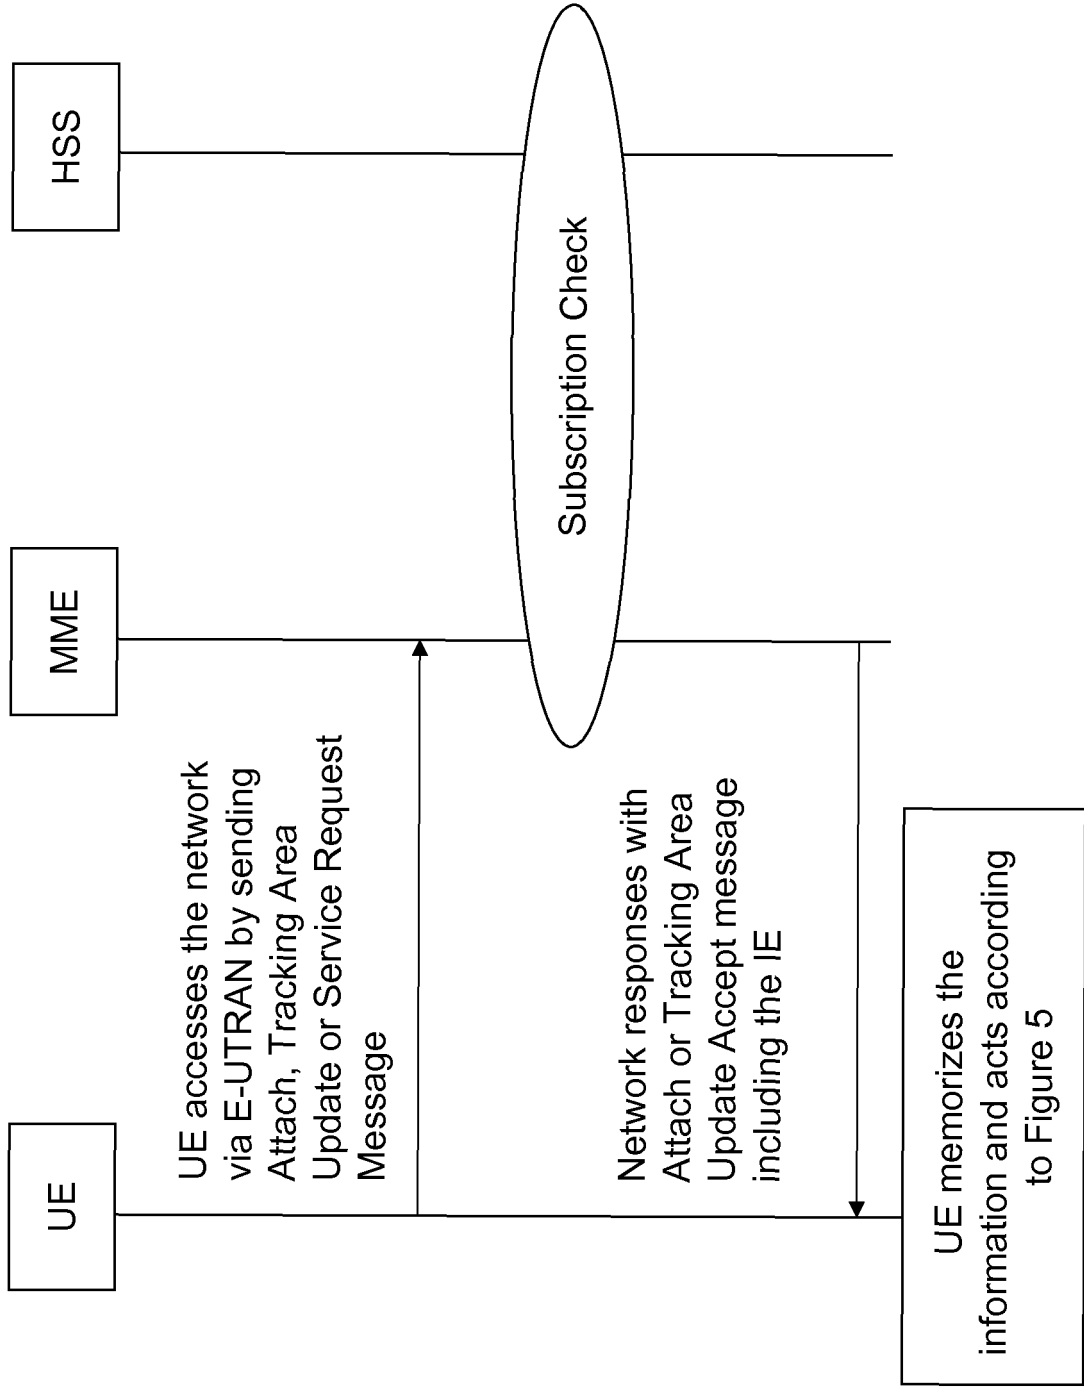 UE
MME
HSS
UE accesses the network
via E-UTRAN by sending
Attach, Tracking Area
Update or Service Request
Message
Subscription Check
Network responses with
Attach or Tracking Area
Update Accept message
including the IE
UE memorizes the
information and acts according
to Figure 5